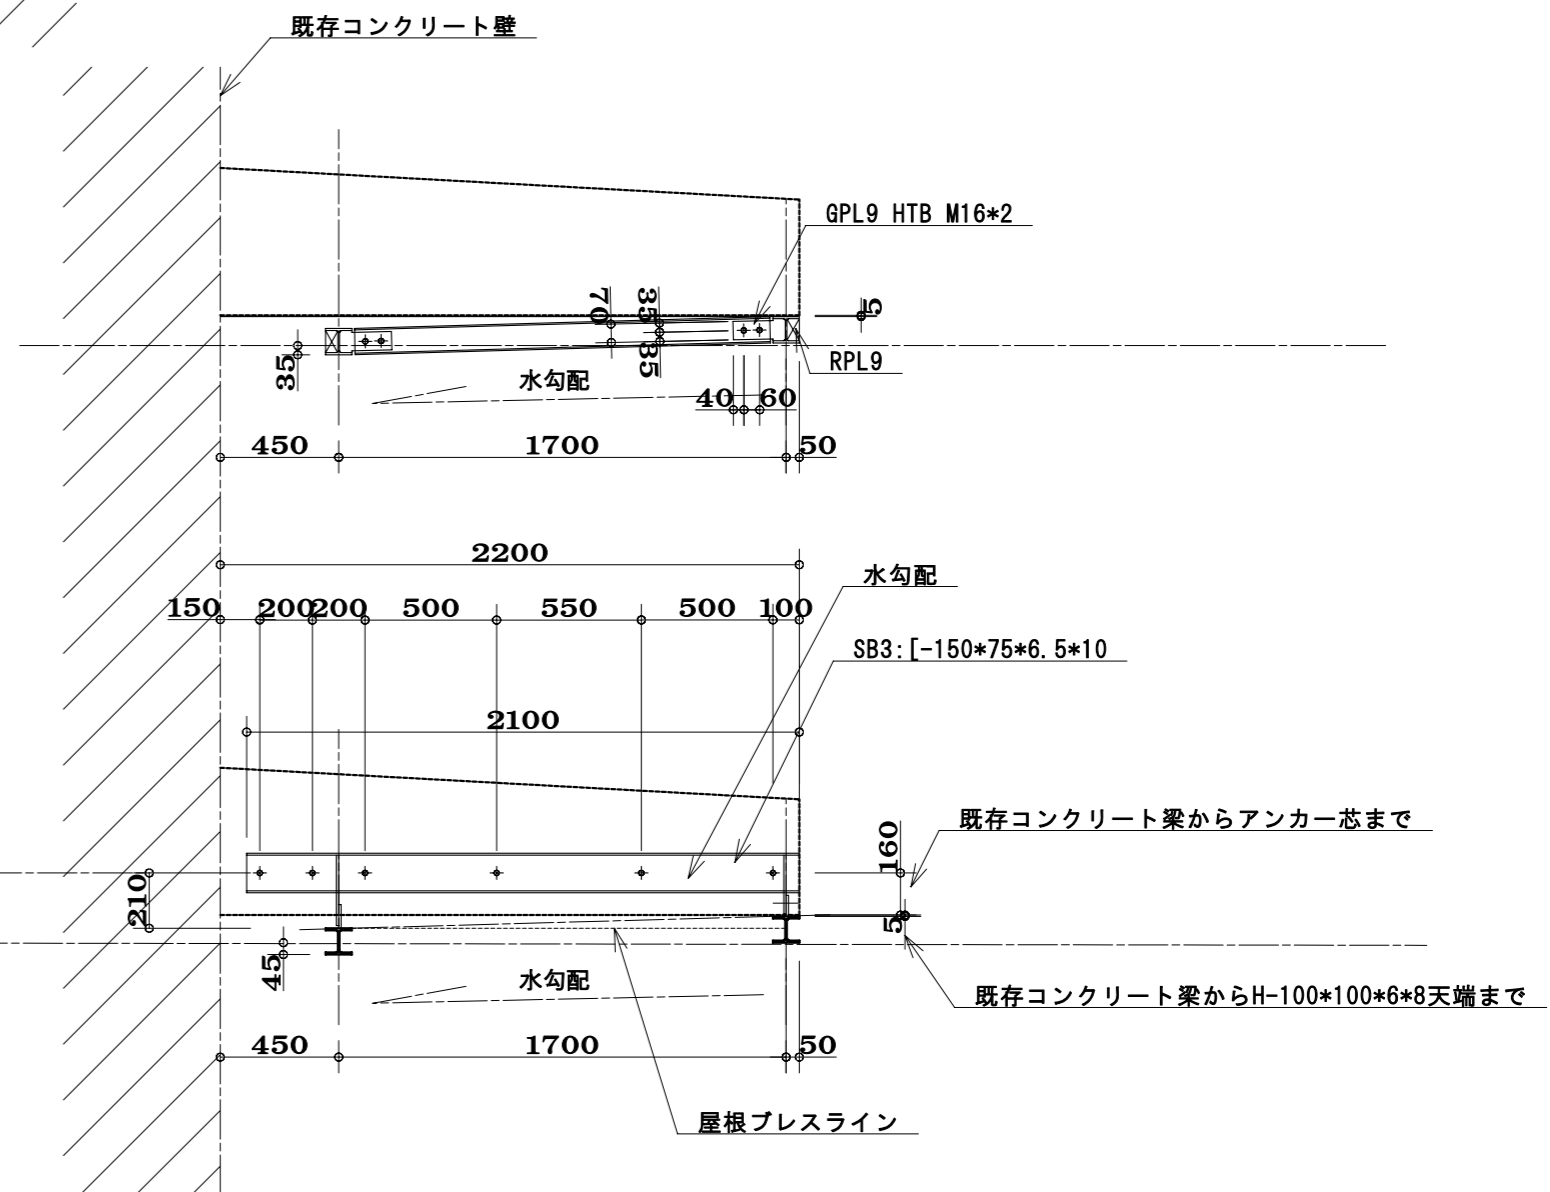 既存コンクリート壁
GPL9 HTB M16*2
70
35
35
5
35
RPL9
水勾配
40
60
450
1700
50
2200
水勾配
150
200
200
500
550
500
100
SB3:[-150*75*6.5*10
2100
既存コンクリート梁からアンカー芯まで
160
210
5
45
水勾配
既存コンクリート梁からH-100*100*6*8天端まで
450
1700
50
屋根ブレスライン